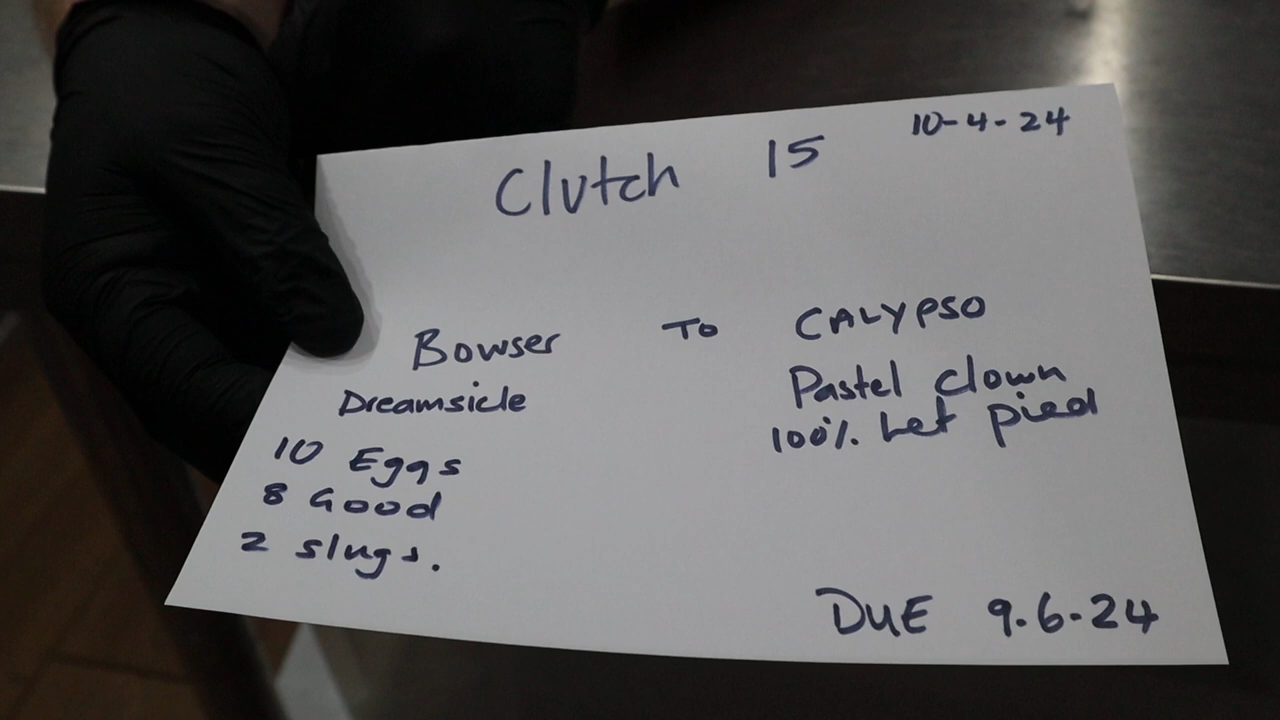 Clutch 15 10-4-24
Bowser To CALYPSO
Dreamsicle Pastel clown
100% het pied
10 Eggs
8 Good
2 slugs.
DUE 9.6.24